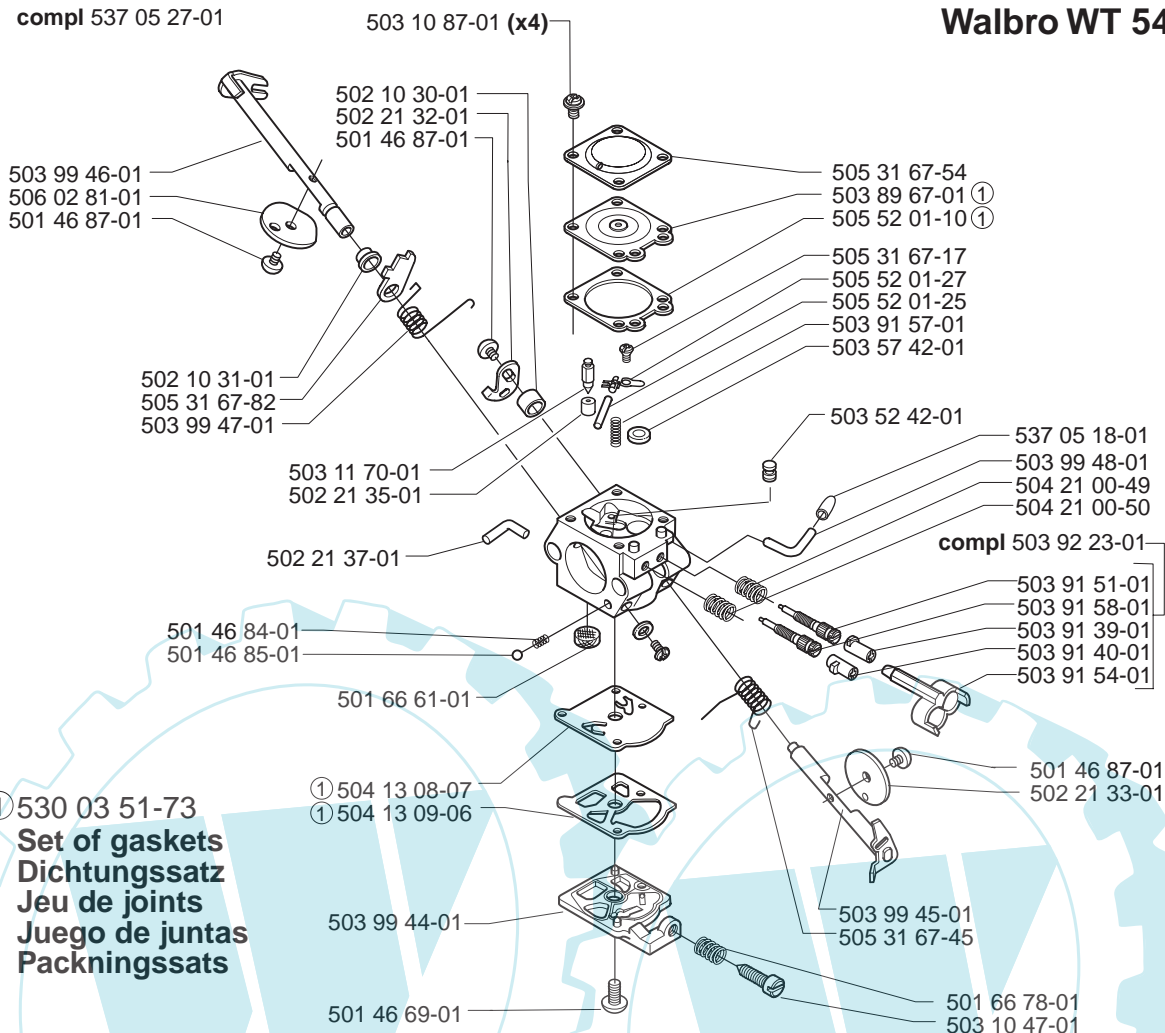 compl 537 05 27-01
503 10 87-01 (x4)
Walbro WT 54
502 10 30-01
502 21 32-01
501 46 87-01
503 99 46-01
506 02 81-01
501 46 87-01
505 31 67-54
503 89 67-01 ①
505 52 01-10 ①
505 31 67-17
505 52 01-27
505 52 01-25
503 91 57-01
503 57 42-01
502 10 31-01
505 31 67-82
503 99 47-01
503 52 42-01
503 11 70-01
502 21 35-01
537 05 18-01
503 99 48-01
504 21 00-49
504 21 00-50
502 21 37-01
compl 503 92 23-01
503 91 51-01
503 91 58-01
503 91 39-01
503 91 40-01
503 91 54-01
501 46 84-01
501 46 85-01
501 66 61-01
501 46 87-01
502 21 33-01
① 504 13 08-07
① 504 13 09-06
① 530 03 51-73
Set of gaskets
Dichtungssatz
Jeu de joints
Juego de juntas
Packningssats
503 99 44-01
503 99 45-01
505 31 67-45
501 46 69-01
501 66 78-01
503 10 47-01